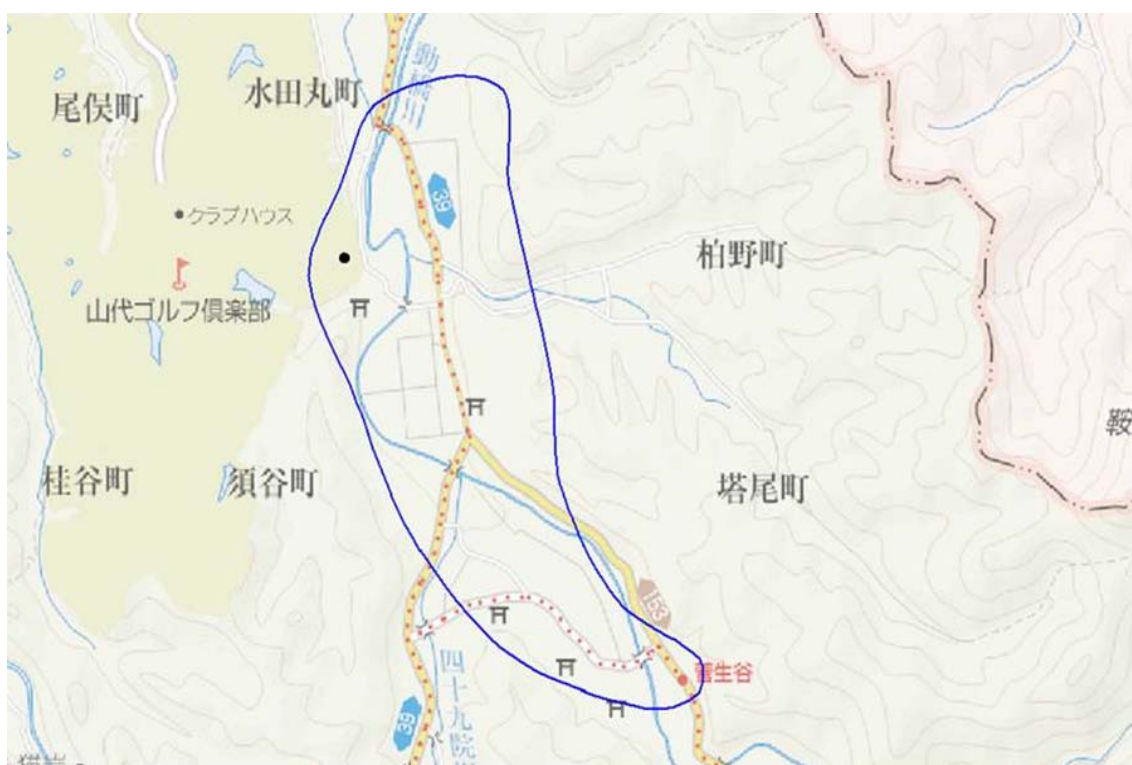 水田丸町
尾俣町
39
クラブハウス
柏野町
山代ゴルフ倶楽部
鞍
桂谷町
須谷町
塔尾町
153
菅生谷
四十九院
39